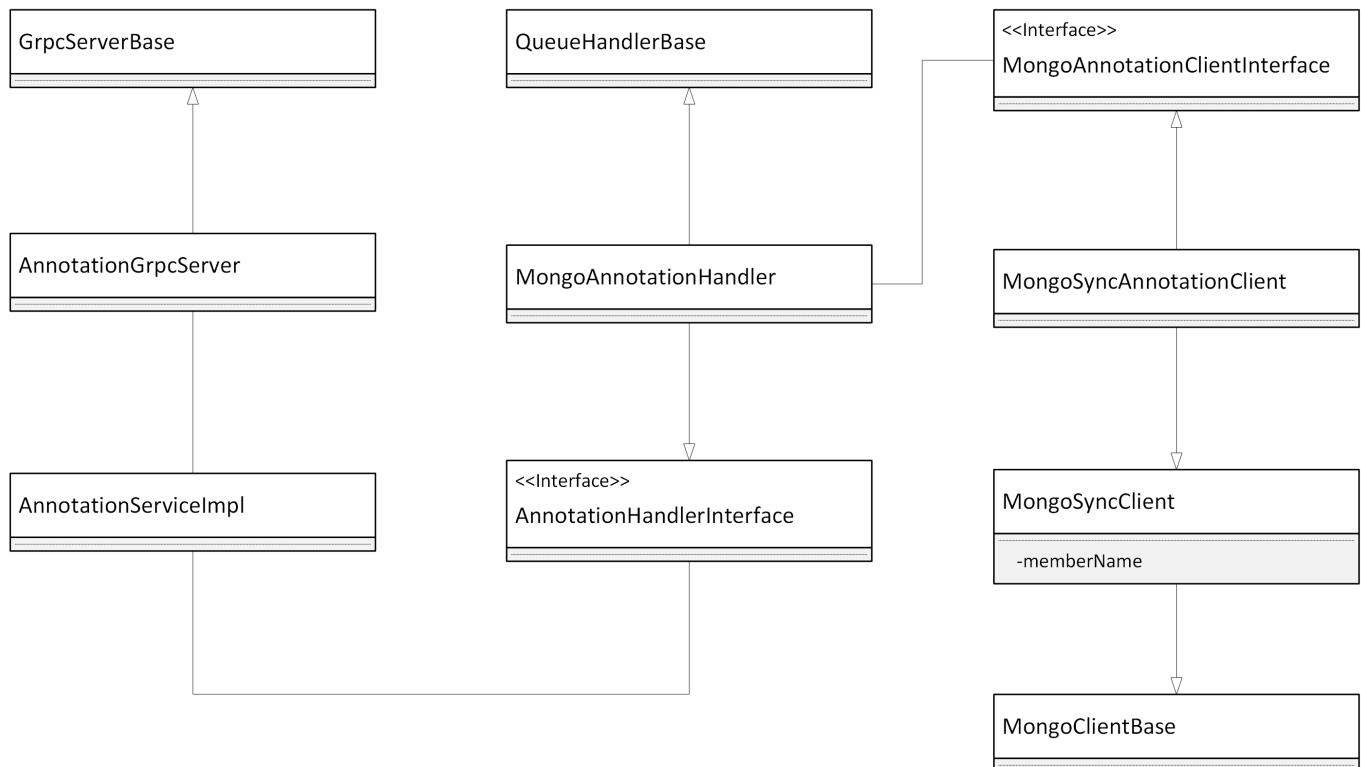 GrpcServerBase
QueueHandlerBase
<<Interface>>
MongoAnnotationClientInterface
AnnotationGrpcServer
MongoAnnotationHandler
MongoSyncAnnotationClient
AnnotationServiceImpl
<<Interface>>
AnnotationHandlerInterface
MongoSyncClient
-memberName
MongoClientBase